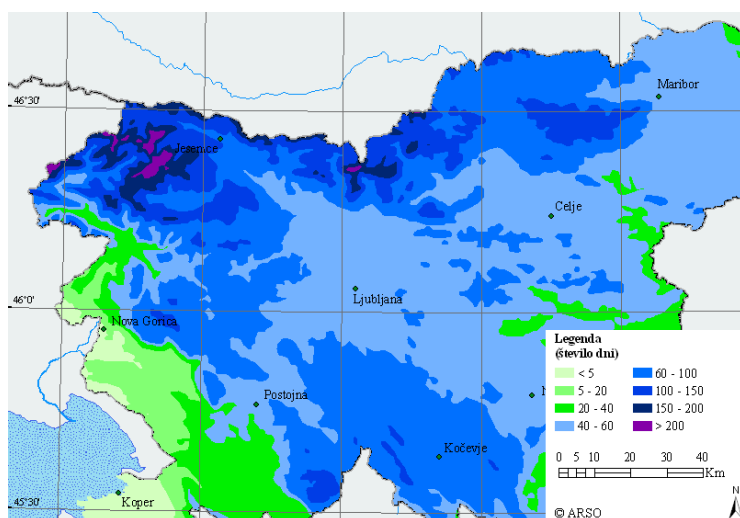 Maribor
46°30'
Jesenice
Celje
Ljubljana
46°0'
Nova Gorica
Legenda
(število dni)
< 5
60 - 100
5 - 20
100 - 150
20 - 40
150 - 200
40 - 60
> 200
Postojna
N
Kočevje
0 5 10 20 30 40
Km
45°30'
Koper
N
© ARSO